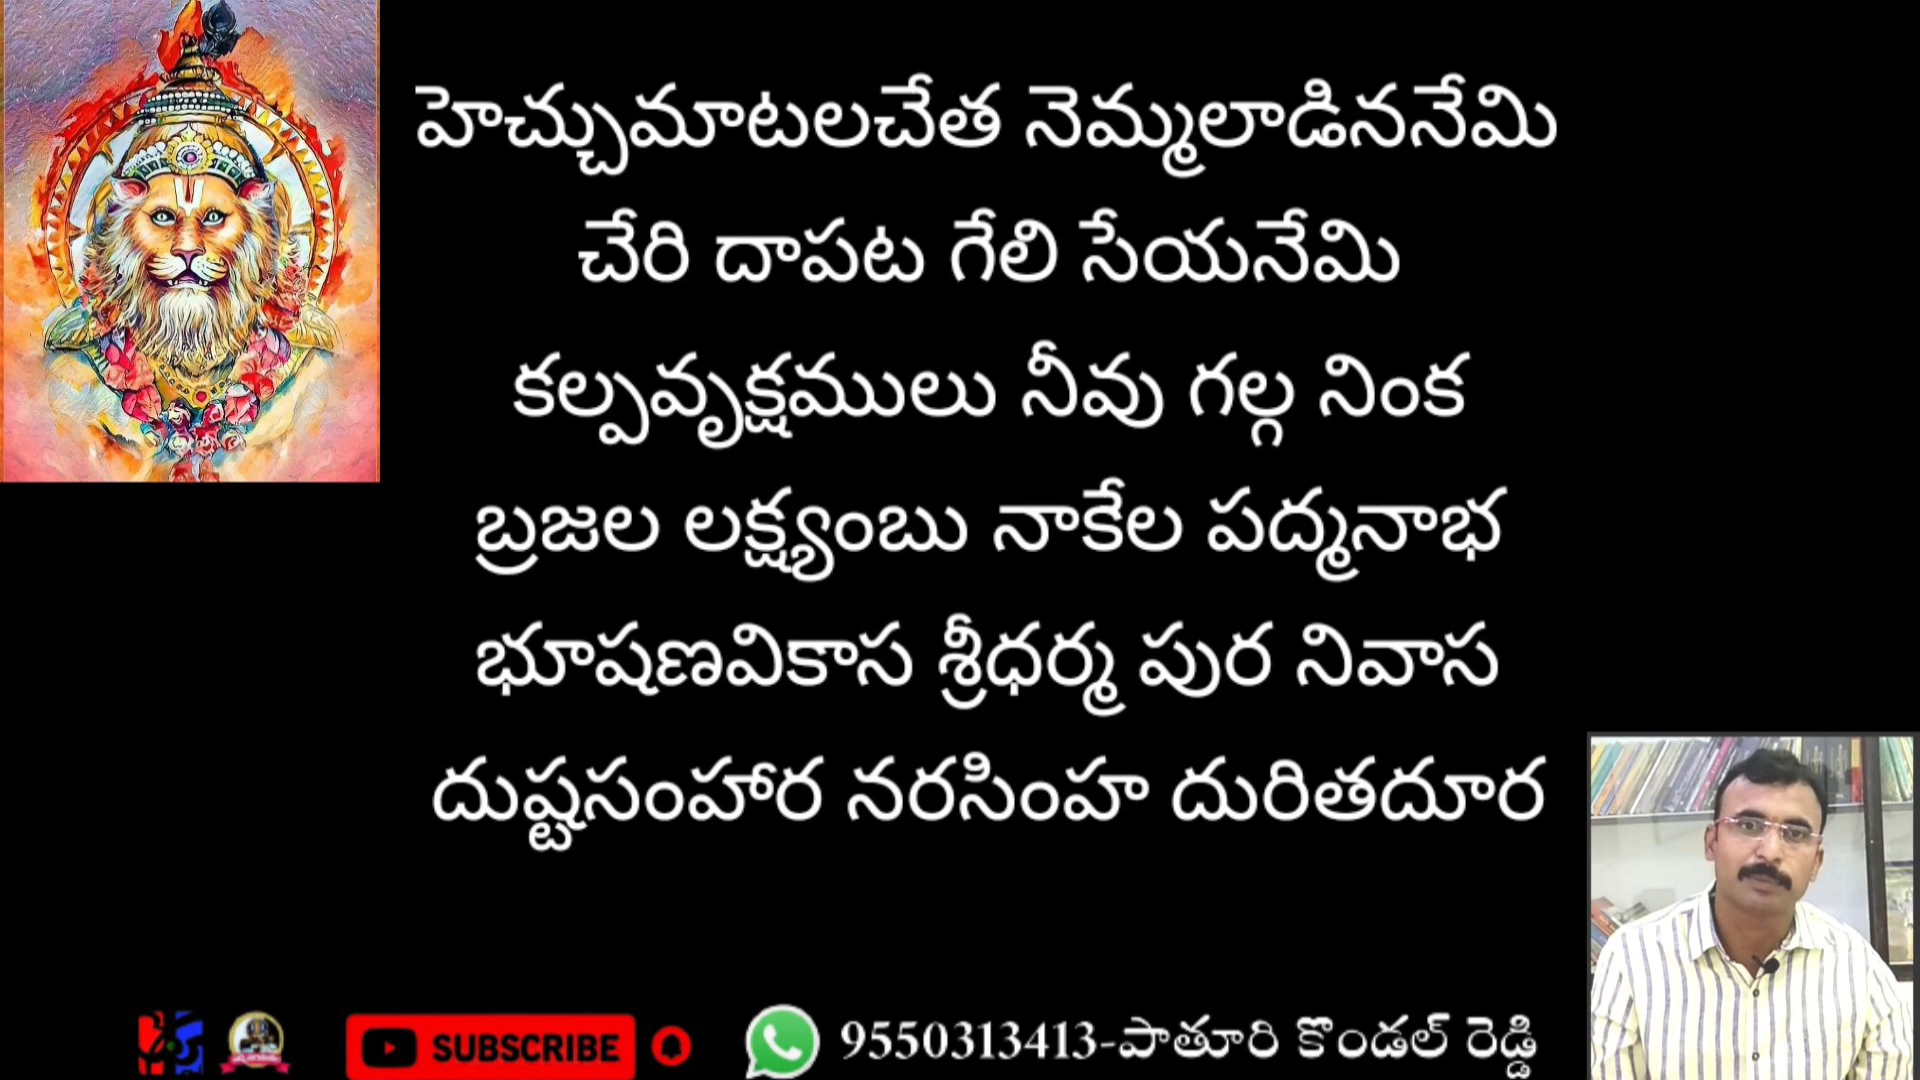 హెచ్చుమాటలచేత నెమ్మలాడిననేమి
చేరి దాపట గేలి సేయనేమి
కల్పవృక్షములు నీవు గల్గ నింక
బ్రజల లక్ష్యంబు నాకేల పద్మనాభ
భూషణవికాస శ్రీధర్మ పుర నివాస
దుష్టసంహార నరసింహ దురితదూర
SUBSCRIBE
9550313413-పాతూరి కొండల్ రెడ్డి